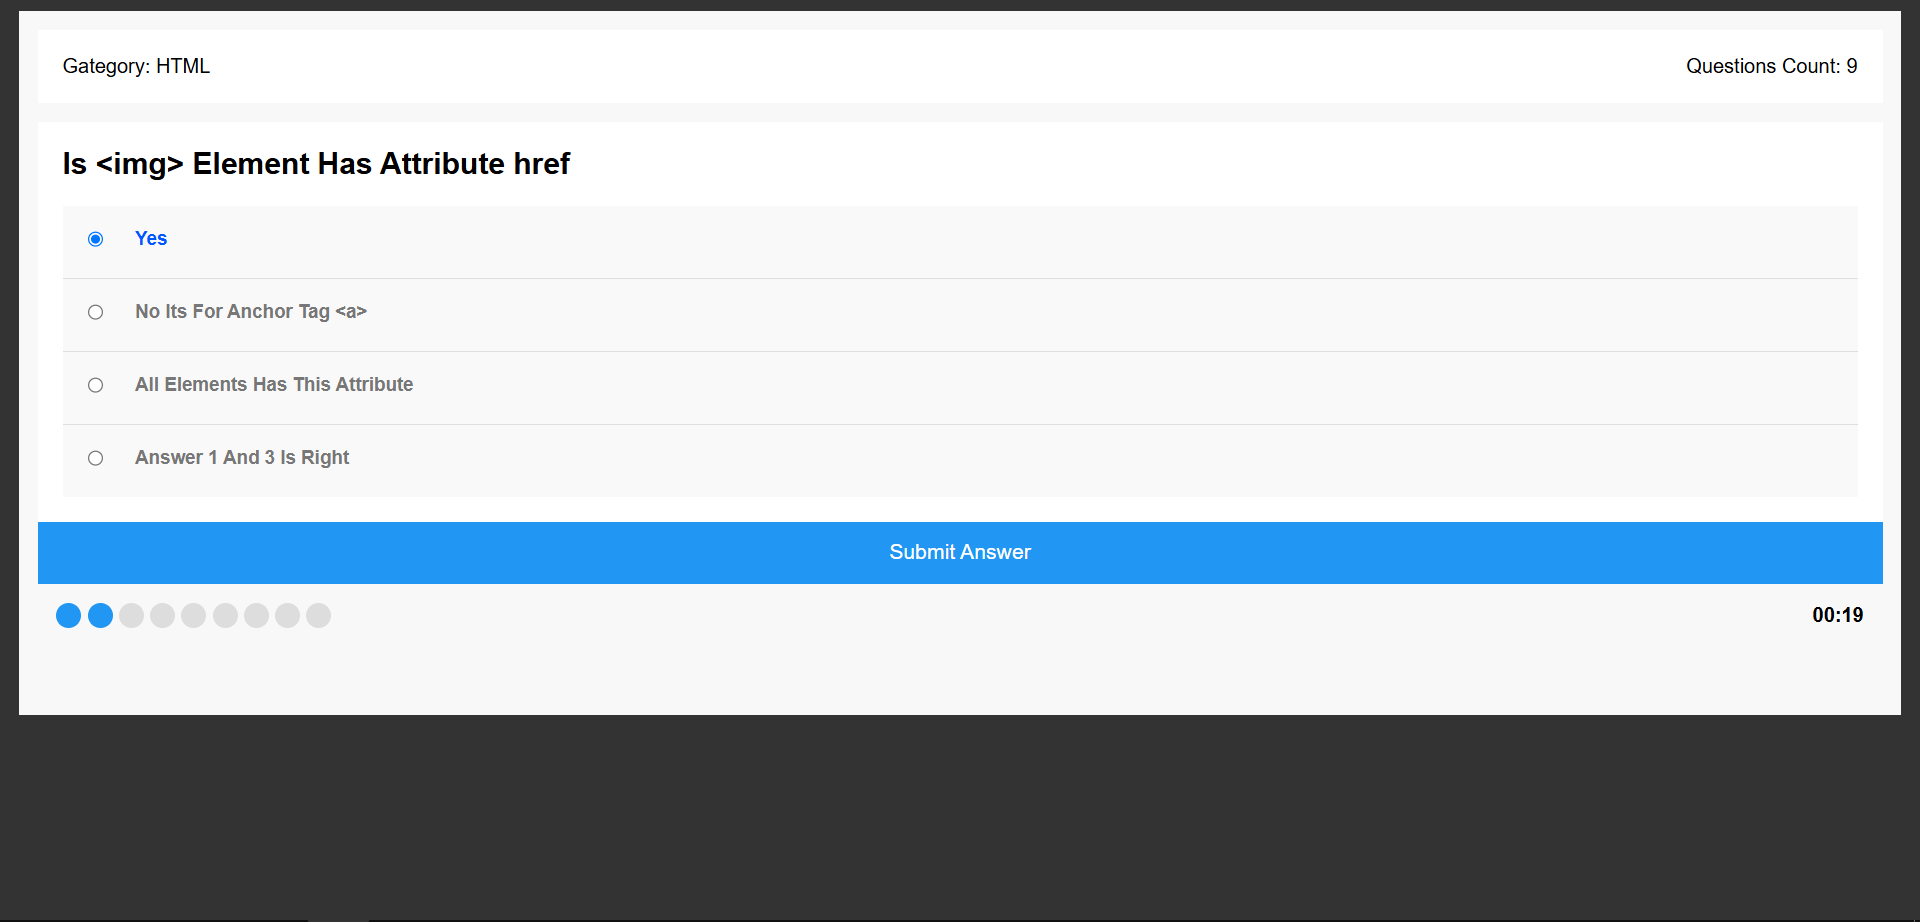 Gategory: HTML
Questions Count: 9
Is <img> Element Has Attribute href
Yes
No Its For Anchor Tag <a>
All Elements Has This Attribute
Answer 1 And 3 Is Right
Submit Answer
00:19